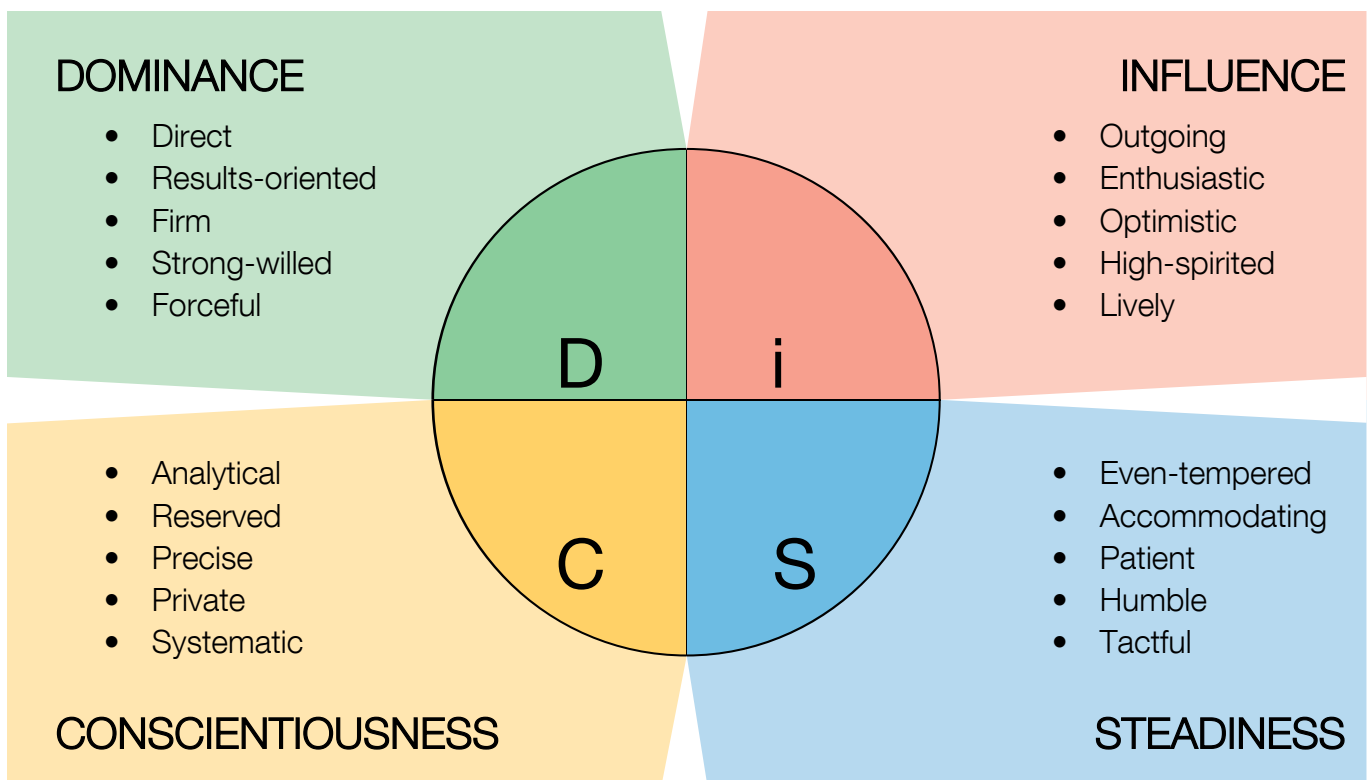 DOMINANCE
• Direct
• Results-oriented
• Firm
• Strong-willed
• Forceful
INFLUENCE
• Outgoing
• Enthusiastic
• Optimistic
• High-spirited
• Lively
D
i
C
S
• Analytical
• Reserved
• Precise
• Private
• Systematic
CONSCIENTIOUSNESS
• Even-tempered
• Accommodating
• Patient
• Humble
• Tactful
STEADINESS